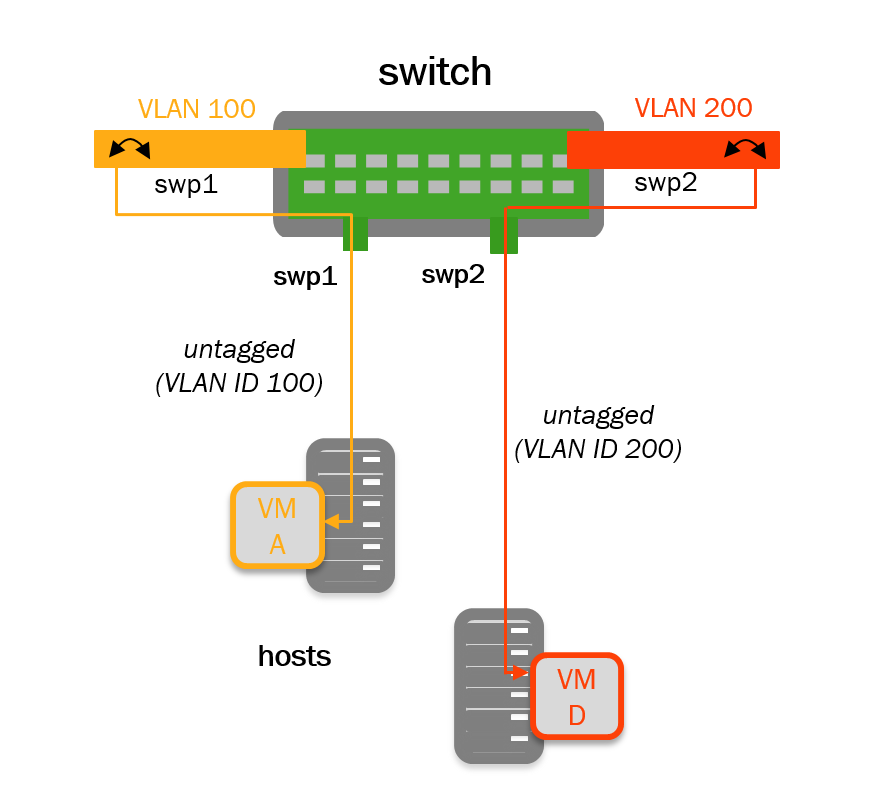 switch
VLAN 100
VLAN 200
swp1
swp2
swp1
swp2
untagged
(VLAN ID 100)
untagged
(VLAN ID 200)
VM
A
hosts
VM
D